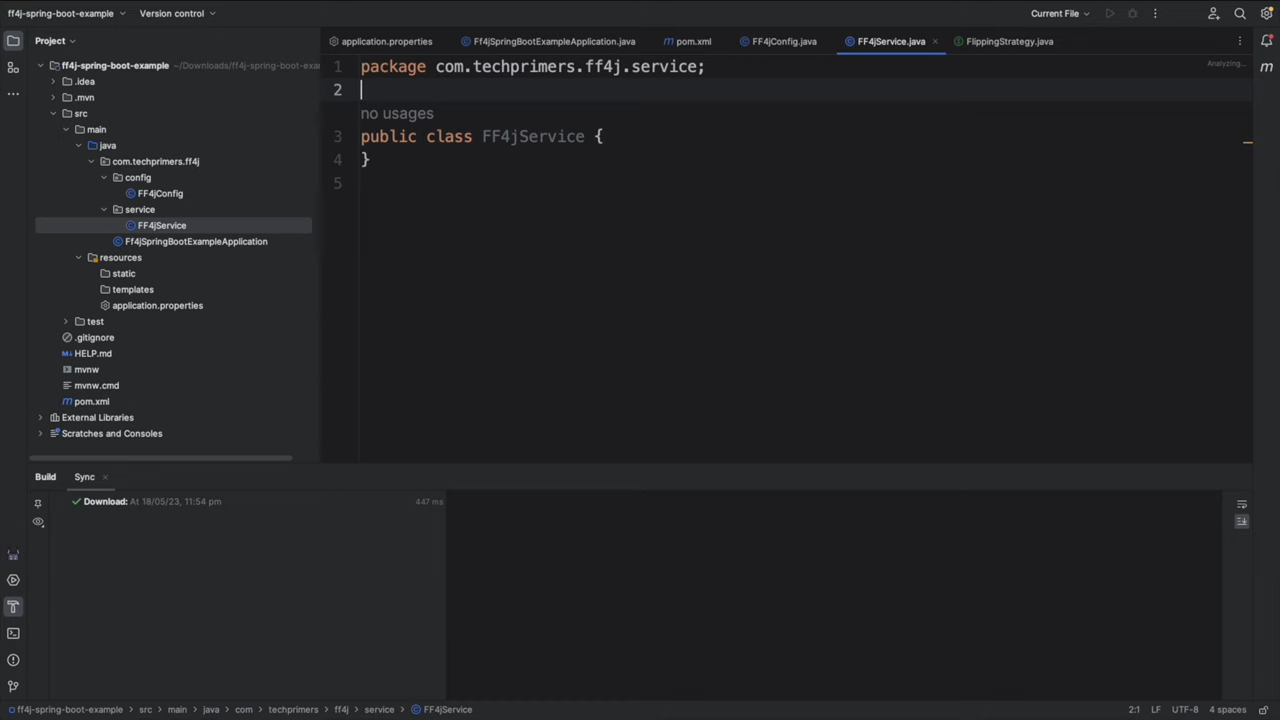 ff4j-spring-boot-example
Version control
Current File
Project
application.properties
Ff4jSpringBootExampleApplication.java
pom.xml
FF4jConfig.java
FF4jService.java
FlippingStrategy.java
ff4j-spring-boot-example ~/Downloads/ff4j-spring-boot-exar
.idea
.mvn
src
main
java
com.techprimers.ff4j
config
FF4jConfig
service
FF4jService
Ff4jSpringBootExampleApplication
resources
static
templates
application.properties
test
.gitignore
M↓ HELP.md
mvnw
mvnw.cmd
m pom.xml
External Libraries
Scratches and Consoles
1 package com.techprimers.ff4j.service;
Analyzing...
2
no usages
3 public class FF4jService {
4 }
5
Build
Sync
Download: At 18/05/23, 11:54 pm
447 ms
ff4j-spring-boot-example > src > main > java > com > techprimers > ff4j > service > FF4jService
2:1
LF
UTF-8
4 spaces